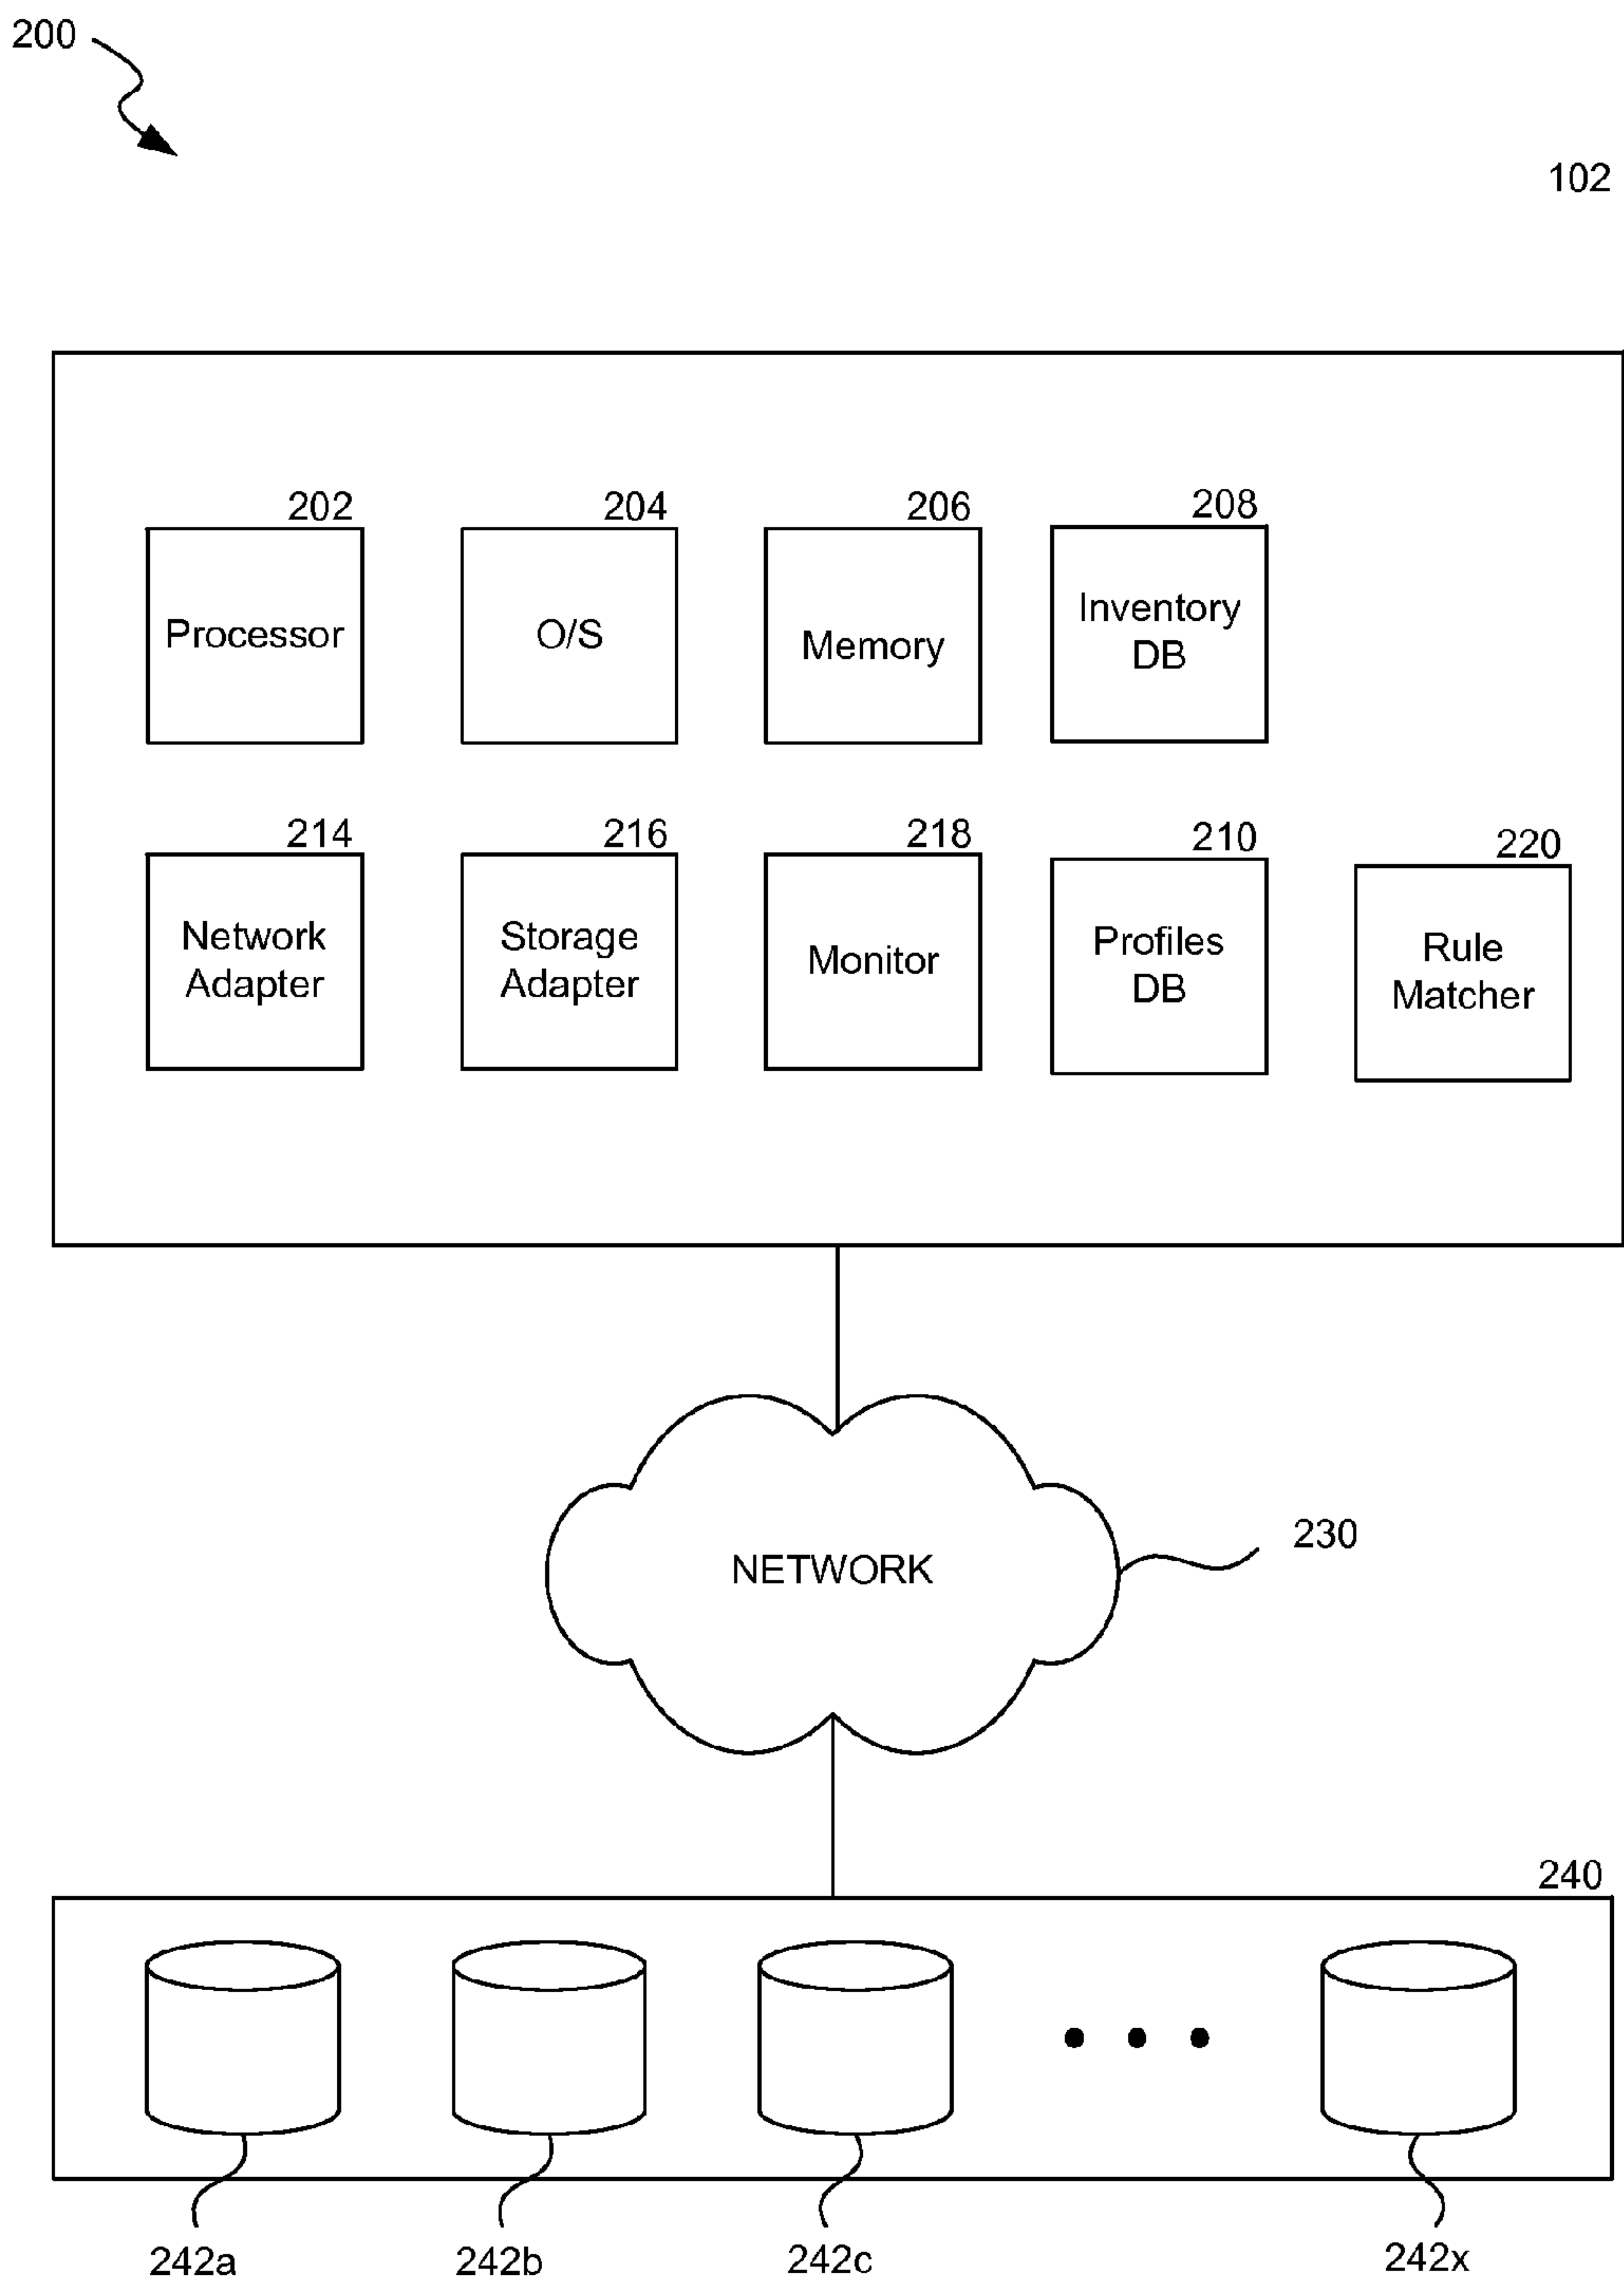 200
102
202
204
206
208
Processor
O/S
Memory
Inventory
DB
214
216
218
210
220
Network
Adapter
Storage
Adapter
Monitor
Profiles
DB
Rule
Matcher
NETWORK
230
240
242a
242b
242c
242x